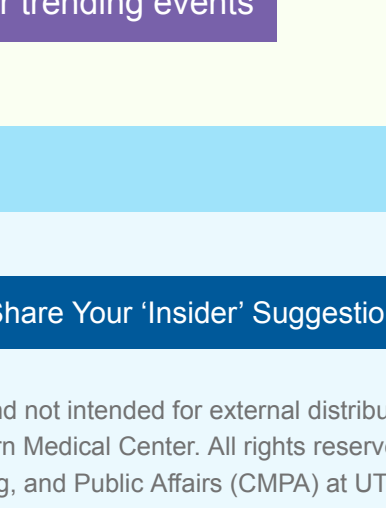 r trending events
Share Your ‘Insider’ Suggestio
nd not intended for external distribu
rn Medical Center. All rights reserve
g, and Public Affairs (CMPA) at UT